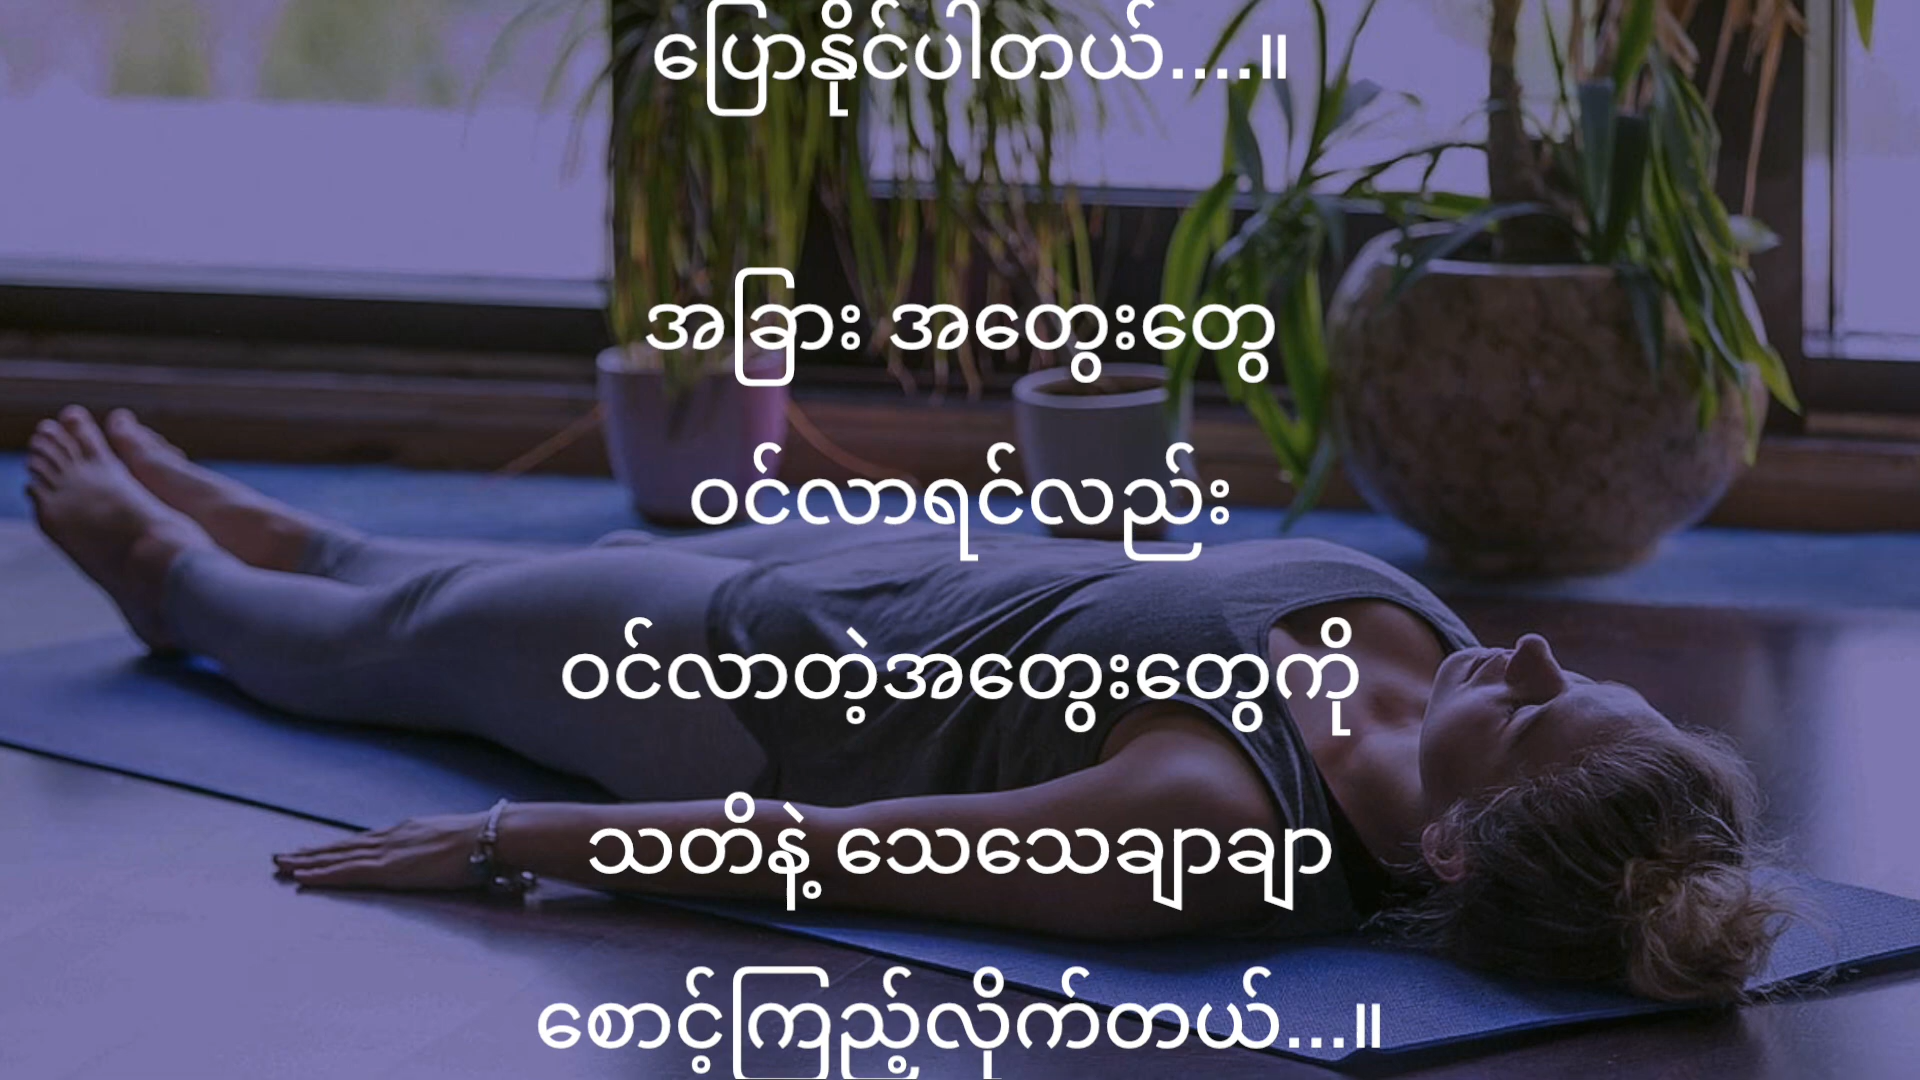 ပြောနိုင်ပါတယ်....။
အခြား အတွေးတွေ
ဝင်လာရင်လည်း
ဝင်လာတဲ့အတွေးတွေကို
သတိနဲ့ သေသေချာချာ
စောင့်ကြည့်လိုက်တယ်...။